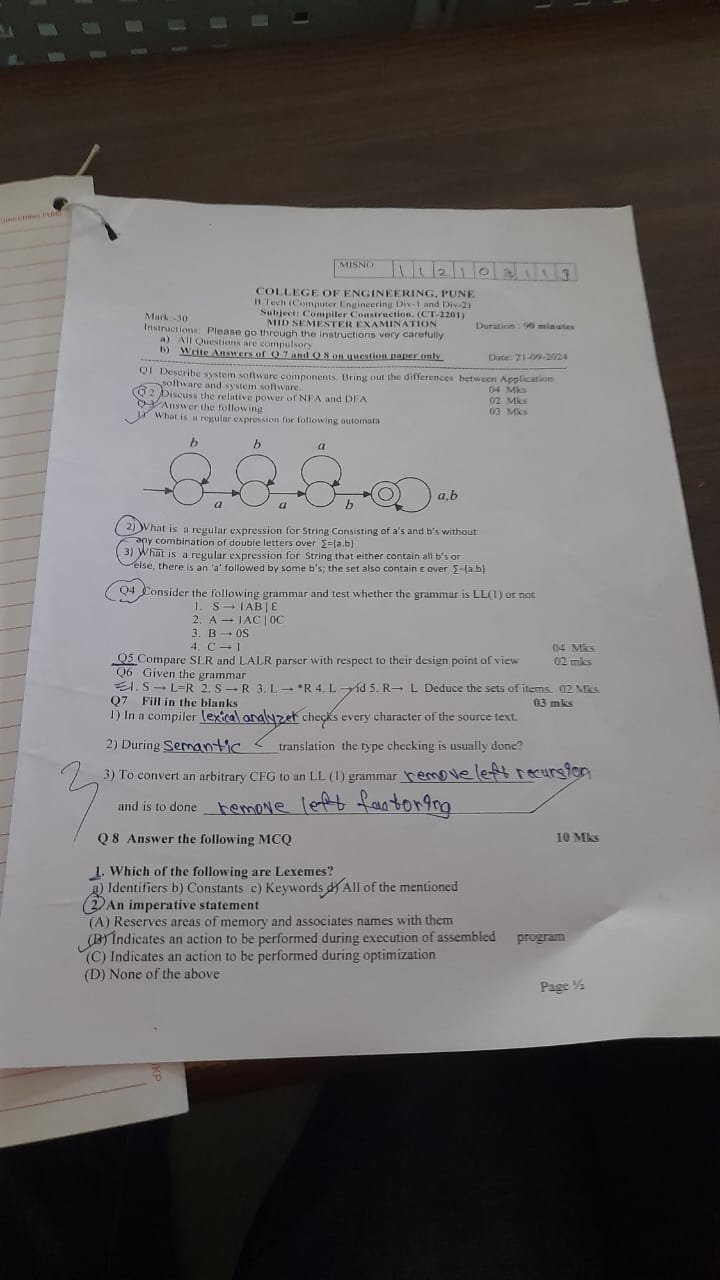 MISNO 1 1 2 1 0
COLLEGE OF ENGINEERING, PUNE
B.Tech (Computer Engineering Div-1 and Div-2)
Subject: Compiler Construction. (CT-2201)
Mark:-30 MID SEMESTER EXAMINATION Duration : 90 minutes
Instructions: Please go through the instructions very carefully
a) All Questions are compulsory
b) Write Answers of Q 7 and Q 8 on question paper only
Date: 21-09-2024
Q1 Describe system software components. Bring out the differences between Application
software and system software. 04 Mks
Q 2 Discuss the relative power of NFA and DFA 02 Mks
Q 3 Answer the following 03 Mks
1) What is a regular expression for following automata
b b a
a a b a,b
2) What is a regular expression for String Consisting of a's and b's without
any combination of double letters over Σ={a.b}
3) What is a regular expression for String that either contain all b's or
else, there is an 'a' followed by some b's; the set also contain ε over Σ={a.b}
Q4 Consider the following grammar and test whether the grammar is LL(1) or not
1. S → 1AB | ε
2. A → 1AC | 0C
3. B → 0S
4. C → 1 04 Mks
Q5 Compare SLR and LALR parser with respect to their design point of view 02 mks
Q6 Given the grammar
1. S → L=R 2. S → R 3. L → *R 4. L → id 5. R → L Deduce the sets of items. 02 Mks
Q7 Fill in the blanks 03 mks
1) In a compiler lexical analyzer checks every character of the source text.
2) During Semantic translation the type checking is usually done?
3) To convert an arbitrary CFG to an LL (1) grammar remove left recursion
and is to done remove left factoring
3
Q 8 Answer the following MCQ 10 Mks
1. Which of the following are Lexemes?
a) Identifiers b) Constants c) Keywords d) All of the mentioned
2. An imperative statement
(A) Reserves areas of memory and associates names with them
(B) Indicates an action to be performed during execution of assembled program
(C) Indicates an action to be performed during optimization
(D) None of the above
Page ½